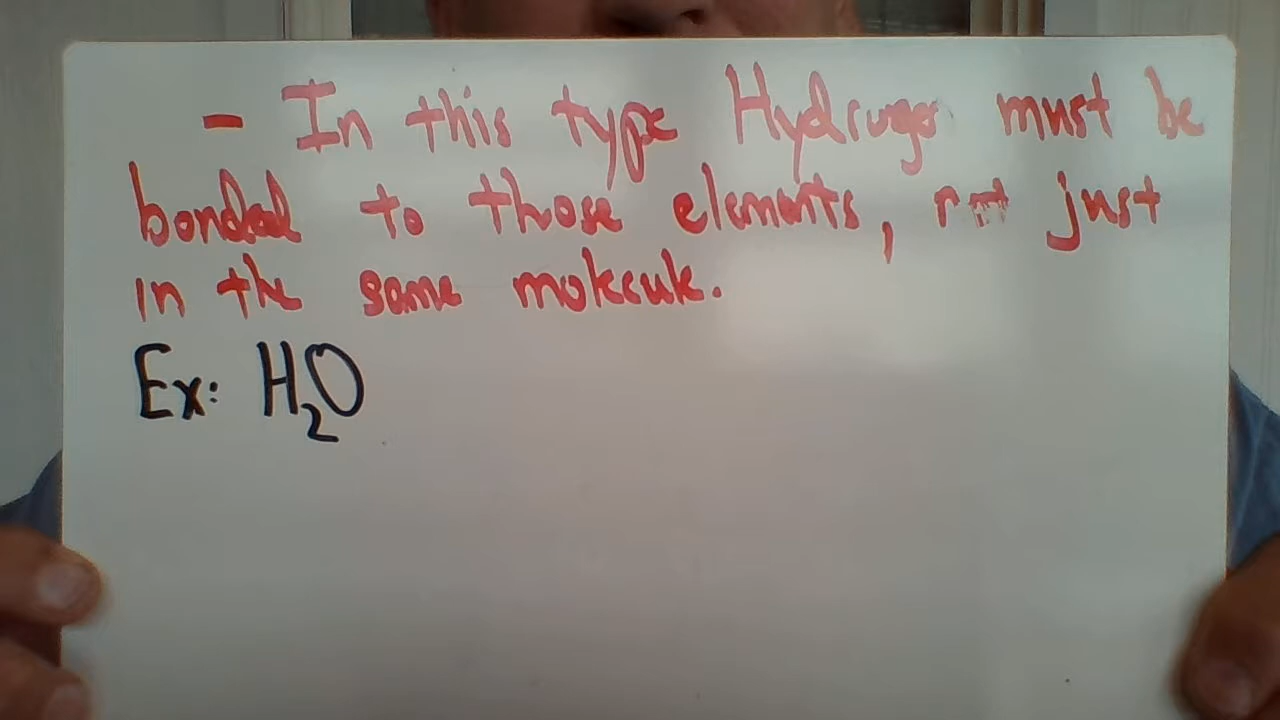 - In this type Hydrogen must be
bonded to those elements, not just
in the same molecule.
Ex: H₂O